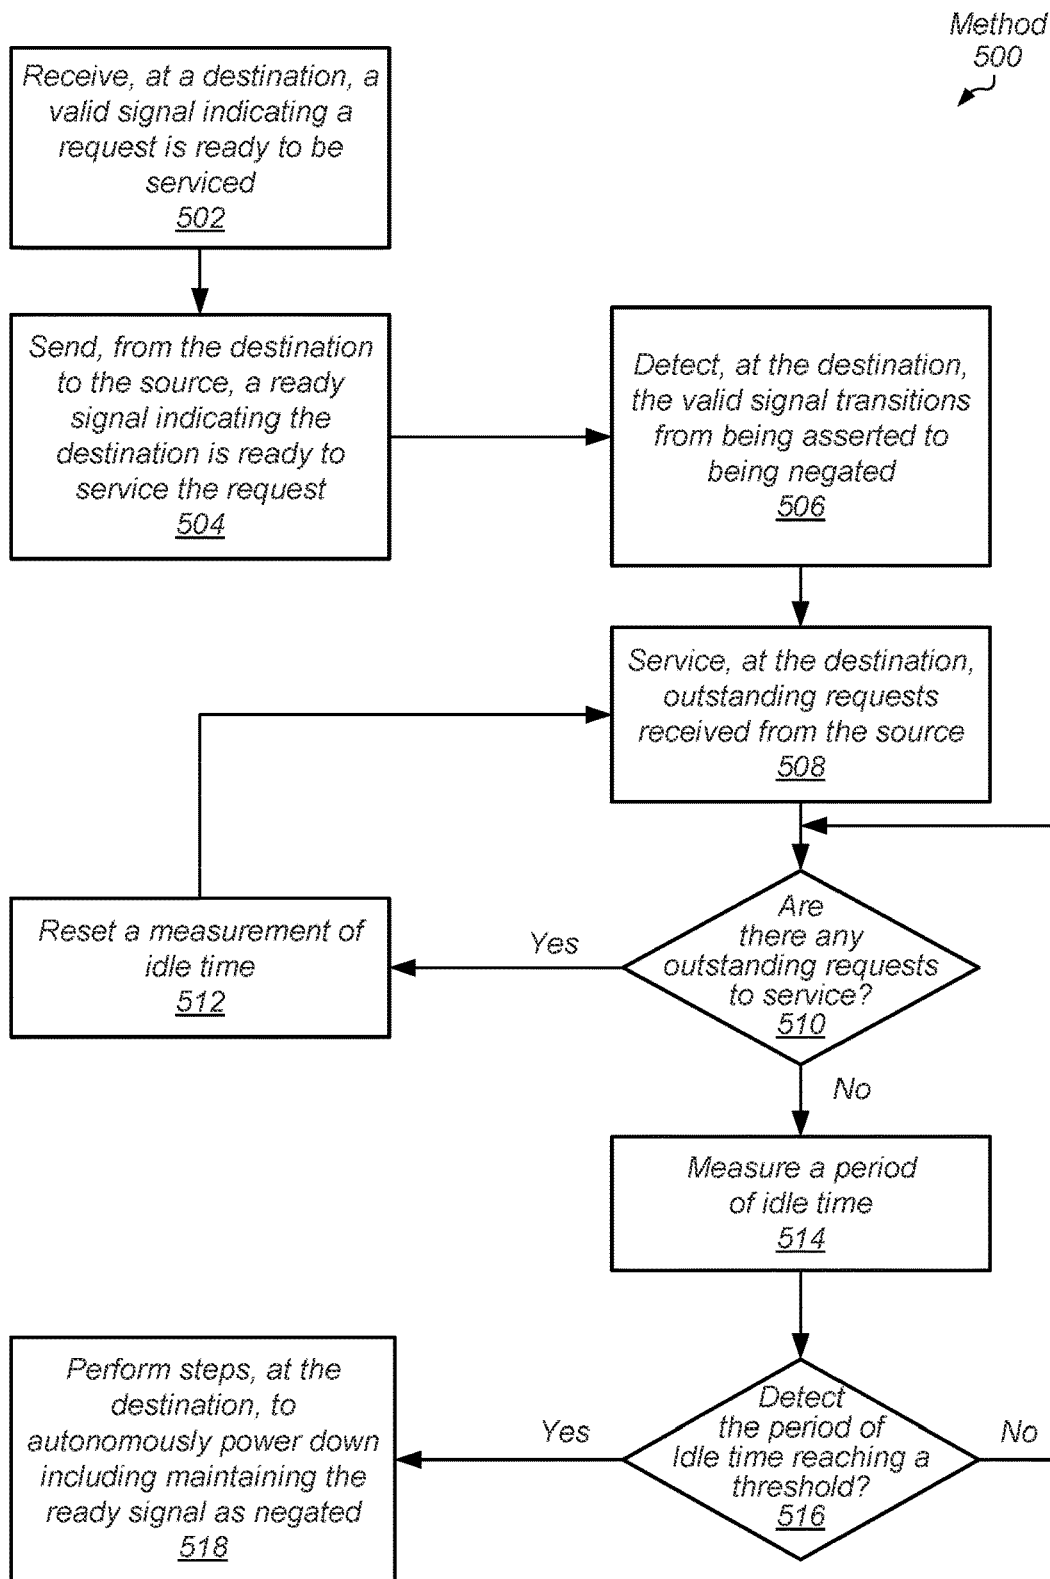 Method
500
Receive, at a destination, a
valid signal indicating a
request is ready to be
serviced
502
Send, from the destination
to the source, a ready
signal indicating the
destination is ready to
service the request
504
Detect, at the destination,
the valid signal transitions
from being asserted to
being negated
506
Service, at the destination,
outstanding requests
received from the source
508
Are
there any
outstanding requests
to service?
510
Yes
Reset a measurement of
idle time
512
No
Measure a period
of idle time
514
Detect
the period of
Idle time reaching a
threshold?
516
Yes
No
Perform steps, at the
destination, to
autonomously power down
including maintaining the
ready signal as negated
518